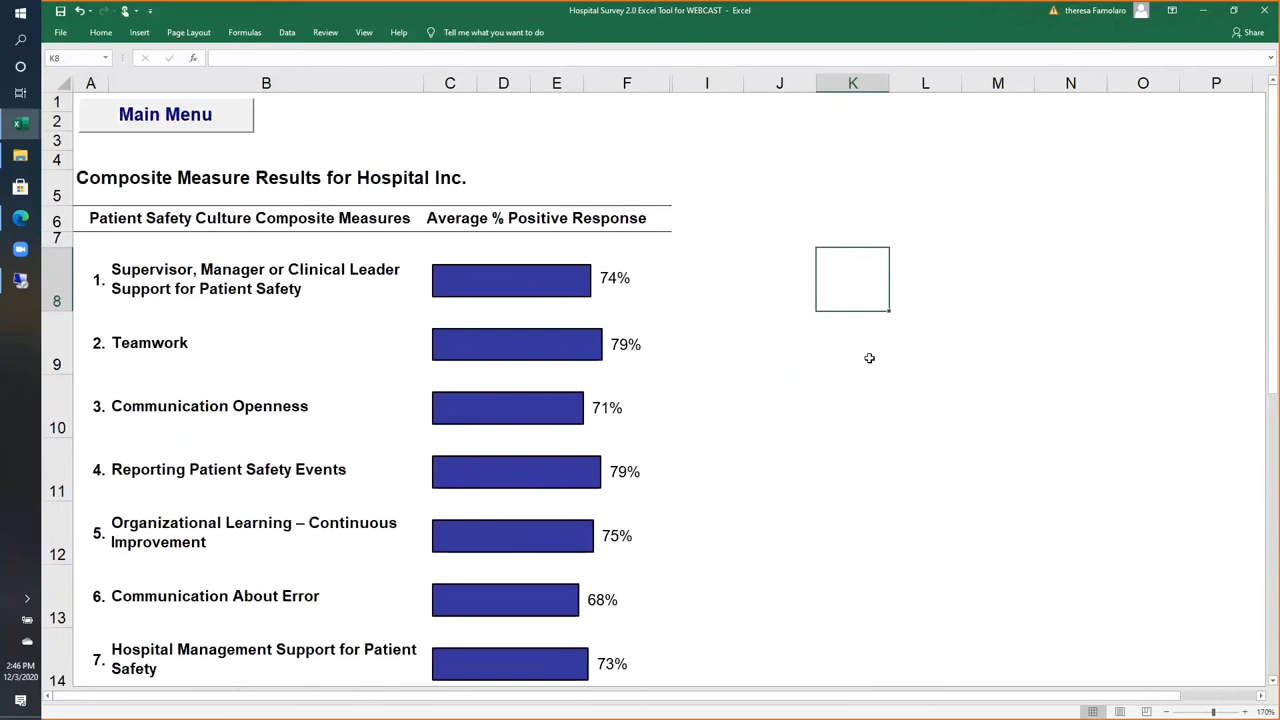 Hospital Survey 2.0 Excel Tool for WEBCAST - Excel
theresa Famolaro
File Home Insert Page Layout Formulas Data Review View Help Tell me what you want to do Share
K8 fx
A B C D E F I J K L M N O P
1
2 Main Menu
3
4
5 Composite Measure Results for Hospital Inc.
6 Patient Safety Culture Composite Measures Average % Positive Response
7
8 1. Supervisor, Manager or Clinical Leader
Support for Patient Safety 74%
9 2. Teamwork 79%
10 3. Communication Openness 71%
11 4. Reporting Patient Safety Events 79%
12 5. Organizational Learning – Continuous
Improvement 75%
13 6. Communication About Error 68%
14 7. Hospital Management Support for Patient
Safety 73%
2:46 PM
12/3/2020
170%